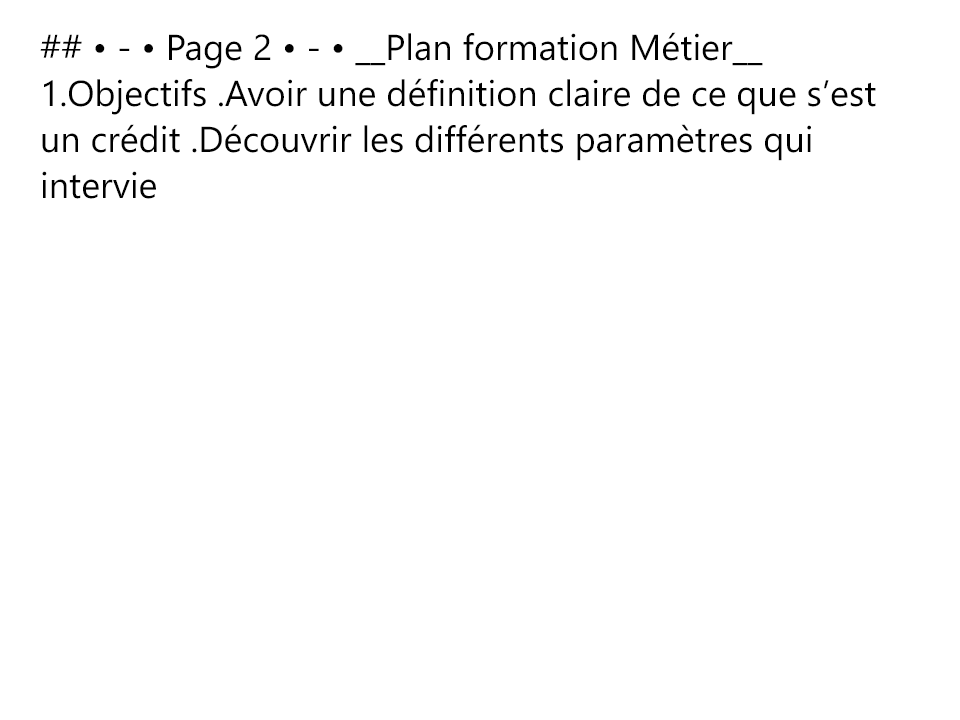 ## • - • Page 2 • - • __Plan formation Métier__
1.Objectifs .Avoir une définition claire de ce que s’est
un crédit .Découvrir les différents paramètres qui
intervie